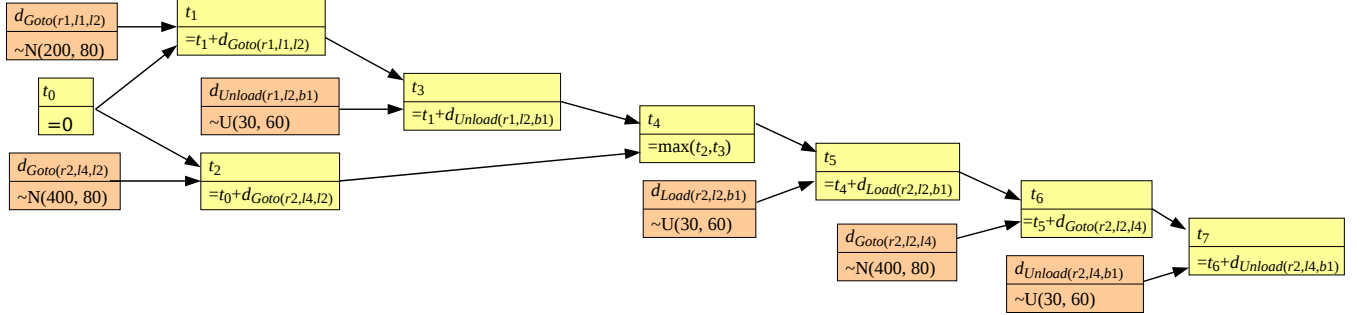 d_Goto(r1,l1,l2)
~N(200, 80)
t_1
=t_1+d_Goto(r1,l1,l2)
t_0
=0
d_Unload(r1,l2,b1)
~U(30, 60)
t_3
=t_1+d_Unload(r1,l2,b1)
d_Goto(r2,l4,l2)
~N(400, 80)
t_2
=t_0+d_Goto(r2,l4,l2)
t_4
=max(t_2,t_3)
d_Load(r2,l2,b1)
~U(30, 60)
t_5
=t_4+d_Load(r2,l2,b1)
d_Goto(r2,l2,l4)
~N(400, 80)
t_6
=t_5+d_Goto(r2,l2,l4)
d_Unload(r2,l4,b1)
~U(30, 60)
t_7
=t_6+d_Unload(r2,l4,b1)